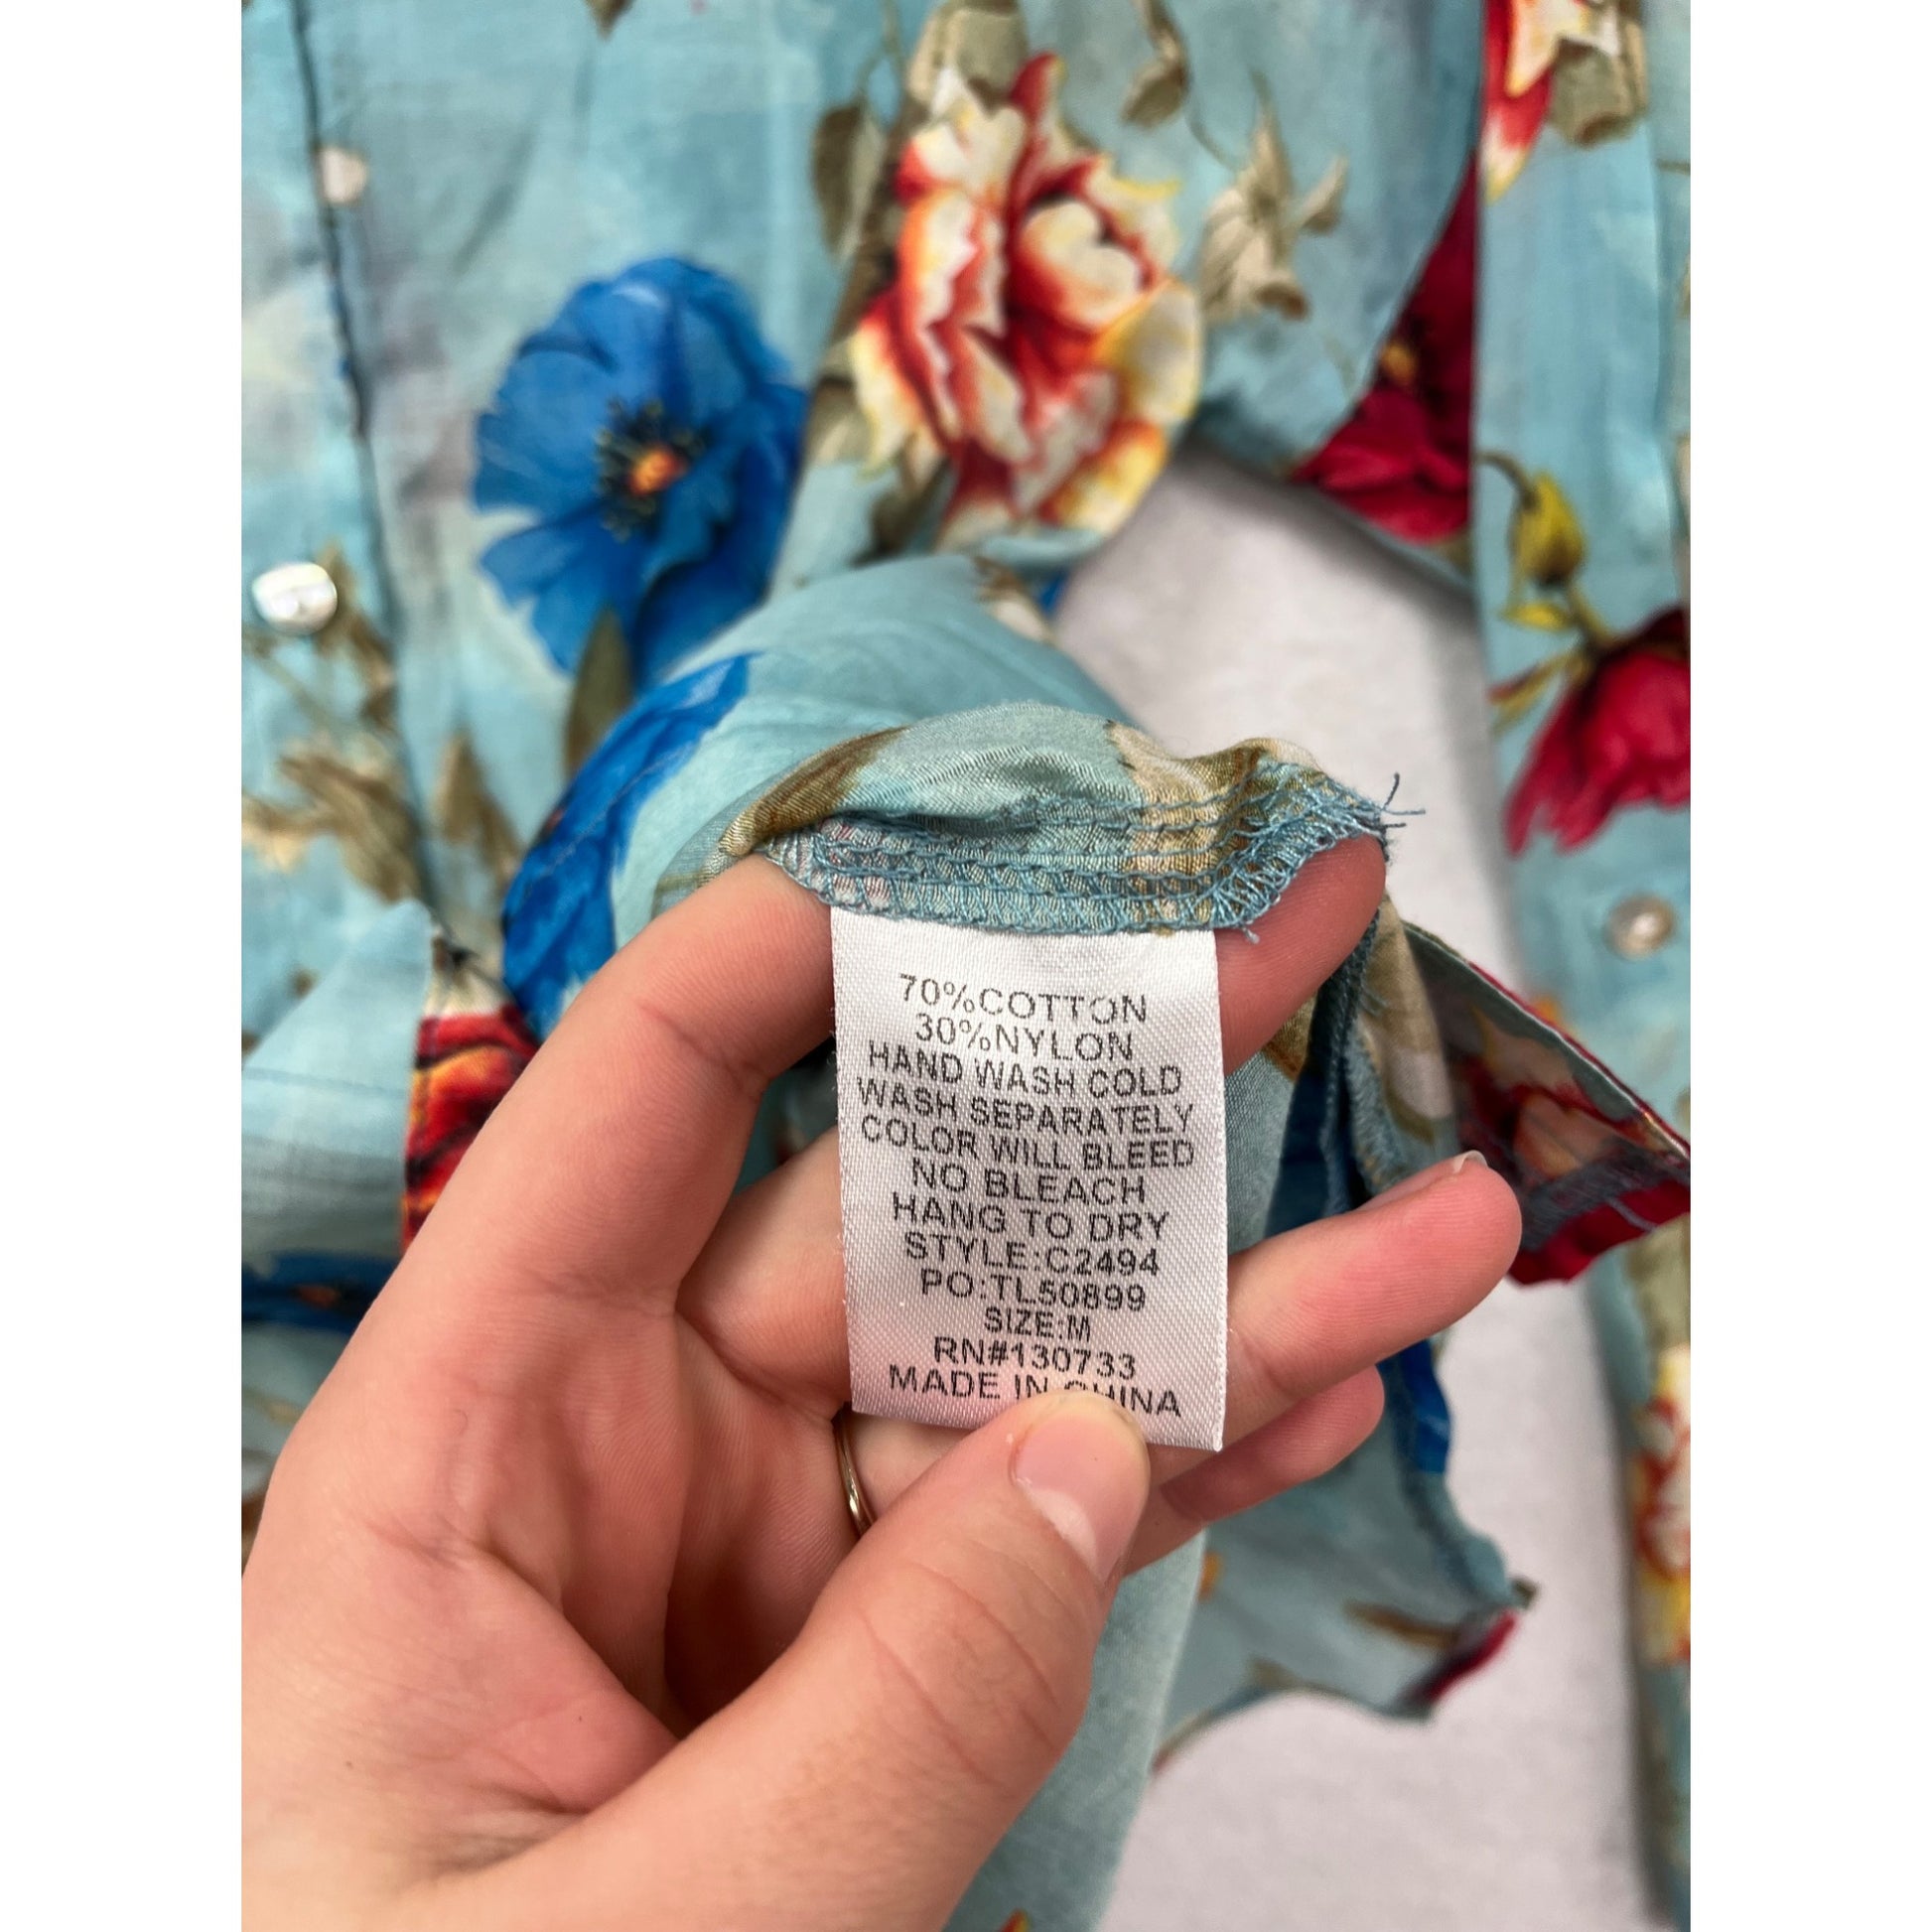 70%COTTON
30%NYLON
HAND WASH COLD
WASH SEPARATELY
COLOR WILL BLEED
NO BLEACH
HANG TO DRY
STYLE:C2494
PO:TL50899
SIZE:M
RN#130733
MADE IN CHINA